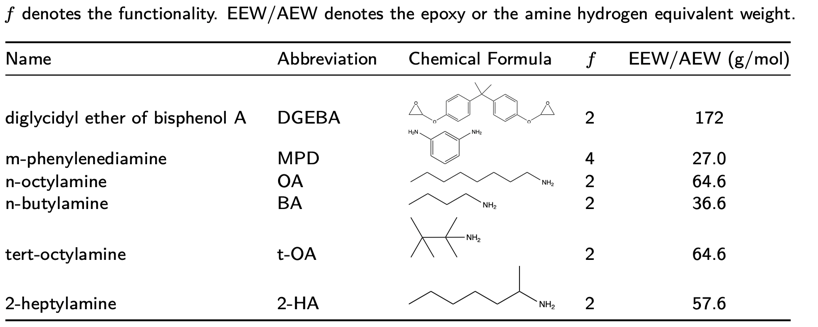 f denotes the functionality. EEW/AEW denotes the epoxy or the amine hydrogen equivalent weight.
Name Abbreviation Chemical Formula f EEW/AEW (g/mol)
diglycidyl ether of bisphenol A DGEBA O O O O 2 172
m-phenylenediamine MPD H₂N NH₂ 4 27.0
n-octylamine OA NH₂ 2 64.6
n-butylamine BA NH₂ 2 36.6
tert-octylamine t-OA NH₂ 2 64.6
2-heptylamine 2-HA NH₂ 2 57.6